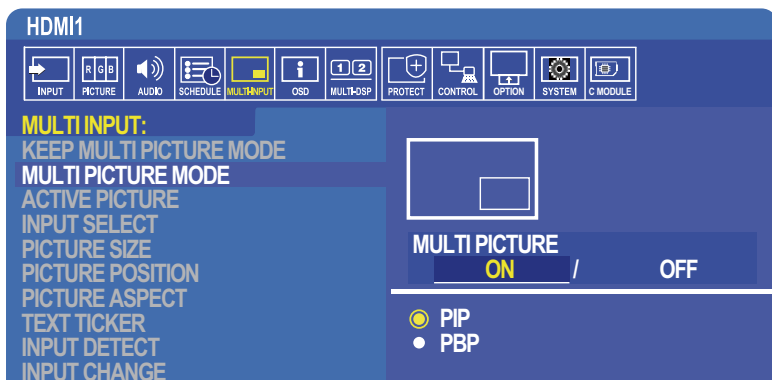 HDMI1
RGB
1 2
INPUT PICTURE AUDIO SCHEDULE MULTI-INPUT OSD MULTI-DSP PROTECT CONTROL OPTION SYSTEM C MODULE
MULTI INPUT:
KEEP MULTI PICTURE MODE
MULTI PICTURE MODE
ACTIVE PICTURE
INPUT SELECT
PICTURE SIZE
PICTURE POSITION
PICTURE ASPECT
TEXT TICKER
INPUT DETECT
INPUT CHANGE
MULTI PICTURE
ON / OFF
PIP
PBP